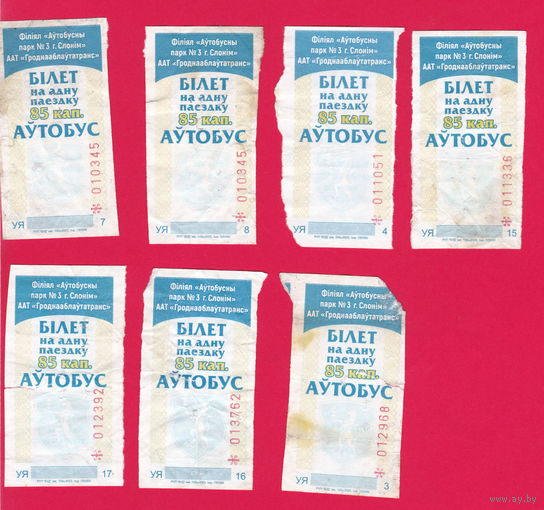 Філіял «Аўтобусны
парк № 3 г. Слонім»
ААТ «Гроднааблаўтатранс»
БІЛЕТ
на адну
паездку
85 кап.
АЎТОБУС
* 010345
УЯ 7
Філіял «Аўтобусны
парк № 3 г. Слонім»
ААТ «Гроднааблаўтатранс»
БІЛЕТ
на адну
паездку
85 кап.
АЎТОБУС
* 010845
УЯ 8
Філіял «Аўтобусны
парк № 3 г. Слонім»
ААТ «Гроднааблаўтатранс»
БІЛЕТ
на адну
паездку
85 кап.
АЎТОБУС
* 011051
УЯ 4
Філіял «Аўтобусны
парк № 3 г. Слонім»
ААТ «Гроднааблаўтатранс»
БІЛЕТ
на адну
паездку
85 кап.
АЎТОБУС
* 011336
УЯ 15
Філіял «Аўтобусны
парк № 3 г. Слонім»
ААТ «Гроднааблаўтатранс»
БІЛЕТ
на адну
паездку
85 кап.
АЎТОБУС
* 012392
УЯ 17
Філіял «Аўтобусны
парк № 3 г. Слонім»
ААТ «Гроднааблаўтатранс»
БІЛЕТ
на адну
паездку
85 кап.
АЎТОБУС
* 013762
УЯ 16
Філіял «Аўтобусны
парк № 3 г. Слонім»
ААТ «Гроднааблаўтатранс»
БІЛЕТ
на адну
паездку
85 кап.
АЎТОБУС
* 012968
УЯ 3
www.ay.by